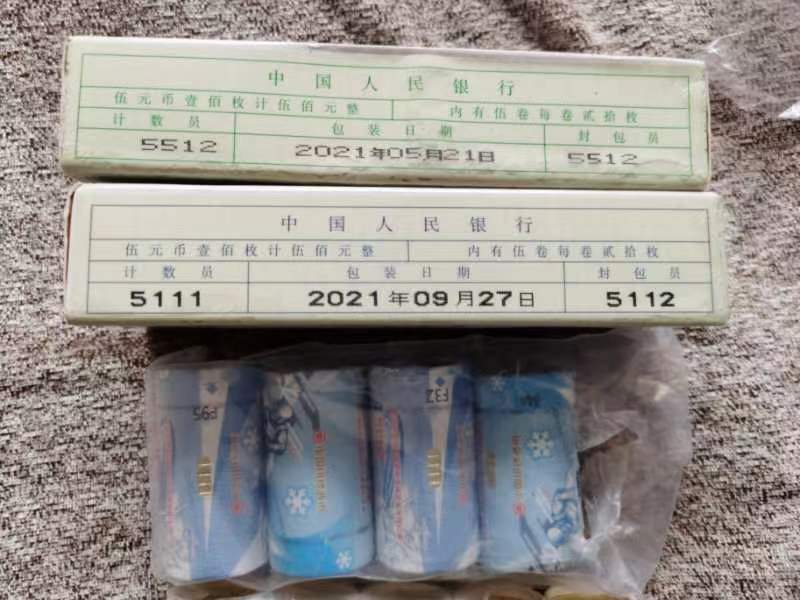 中国人民银行
伍元币壹佰枚计伍佰元整 内有伍卷每卷贰拾枚
计数员 包装日期 封包员
5512 2021年05月21日 5512
中国人民银行
伍元币壹佰枚计伍佰元整 内有伍卷每卷贰拾枚
计数员 包装日期 封包员
5111 2021年09月27日 5112
F32